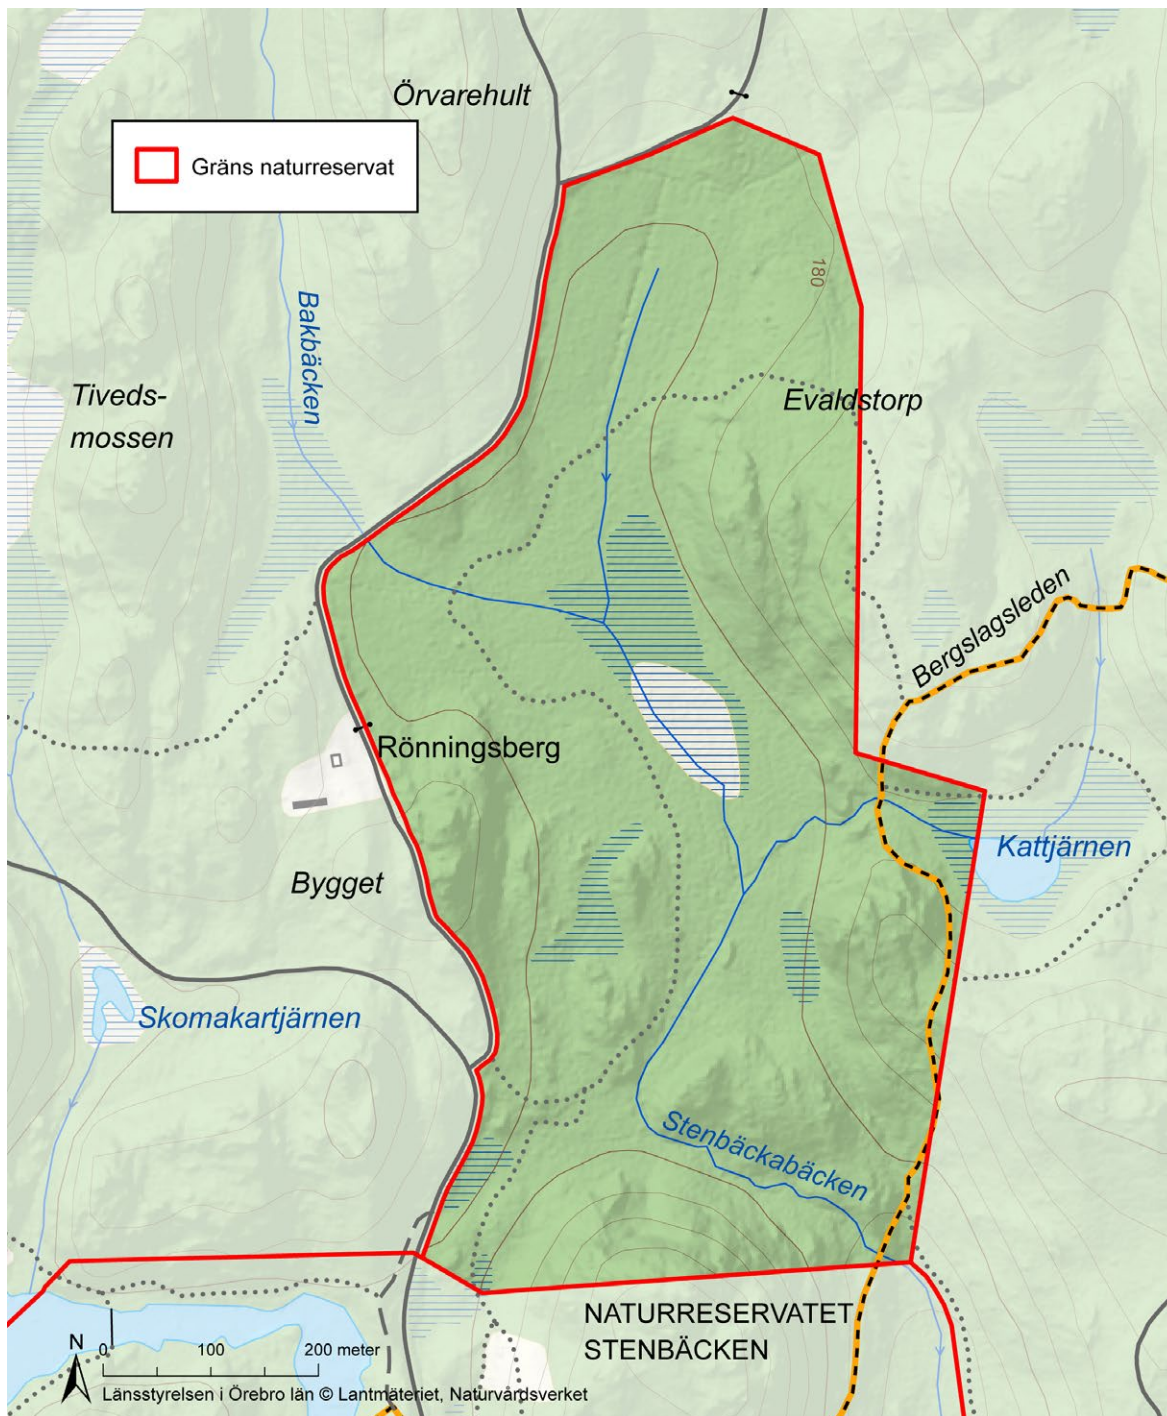 Örvarehult
Gräns naturreservat
180
Bakbäcken
Tiveds-
mossen
Evaldstorp
Bergslagsleden
Rönningsberg
Kattjärnen
Bygget
Skomakartjärnen
Stenbäckabäcken
NATURRESERVATET
STENBÄCKEN
N
0 100 200 meter
Länsstyrelsen i Örebro län © Lantmäteriet, Naturvårdsverket